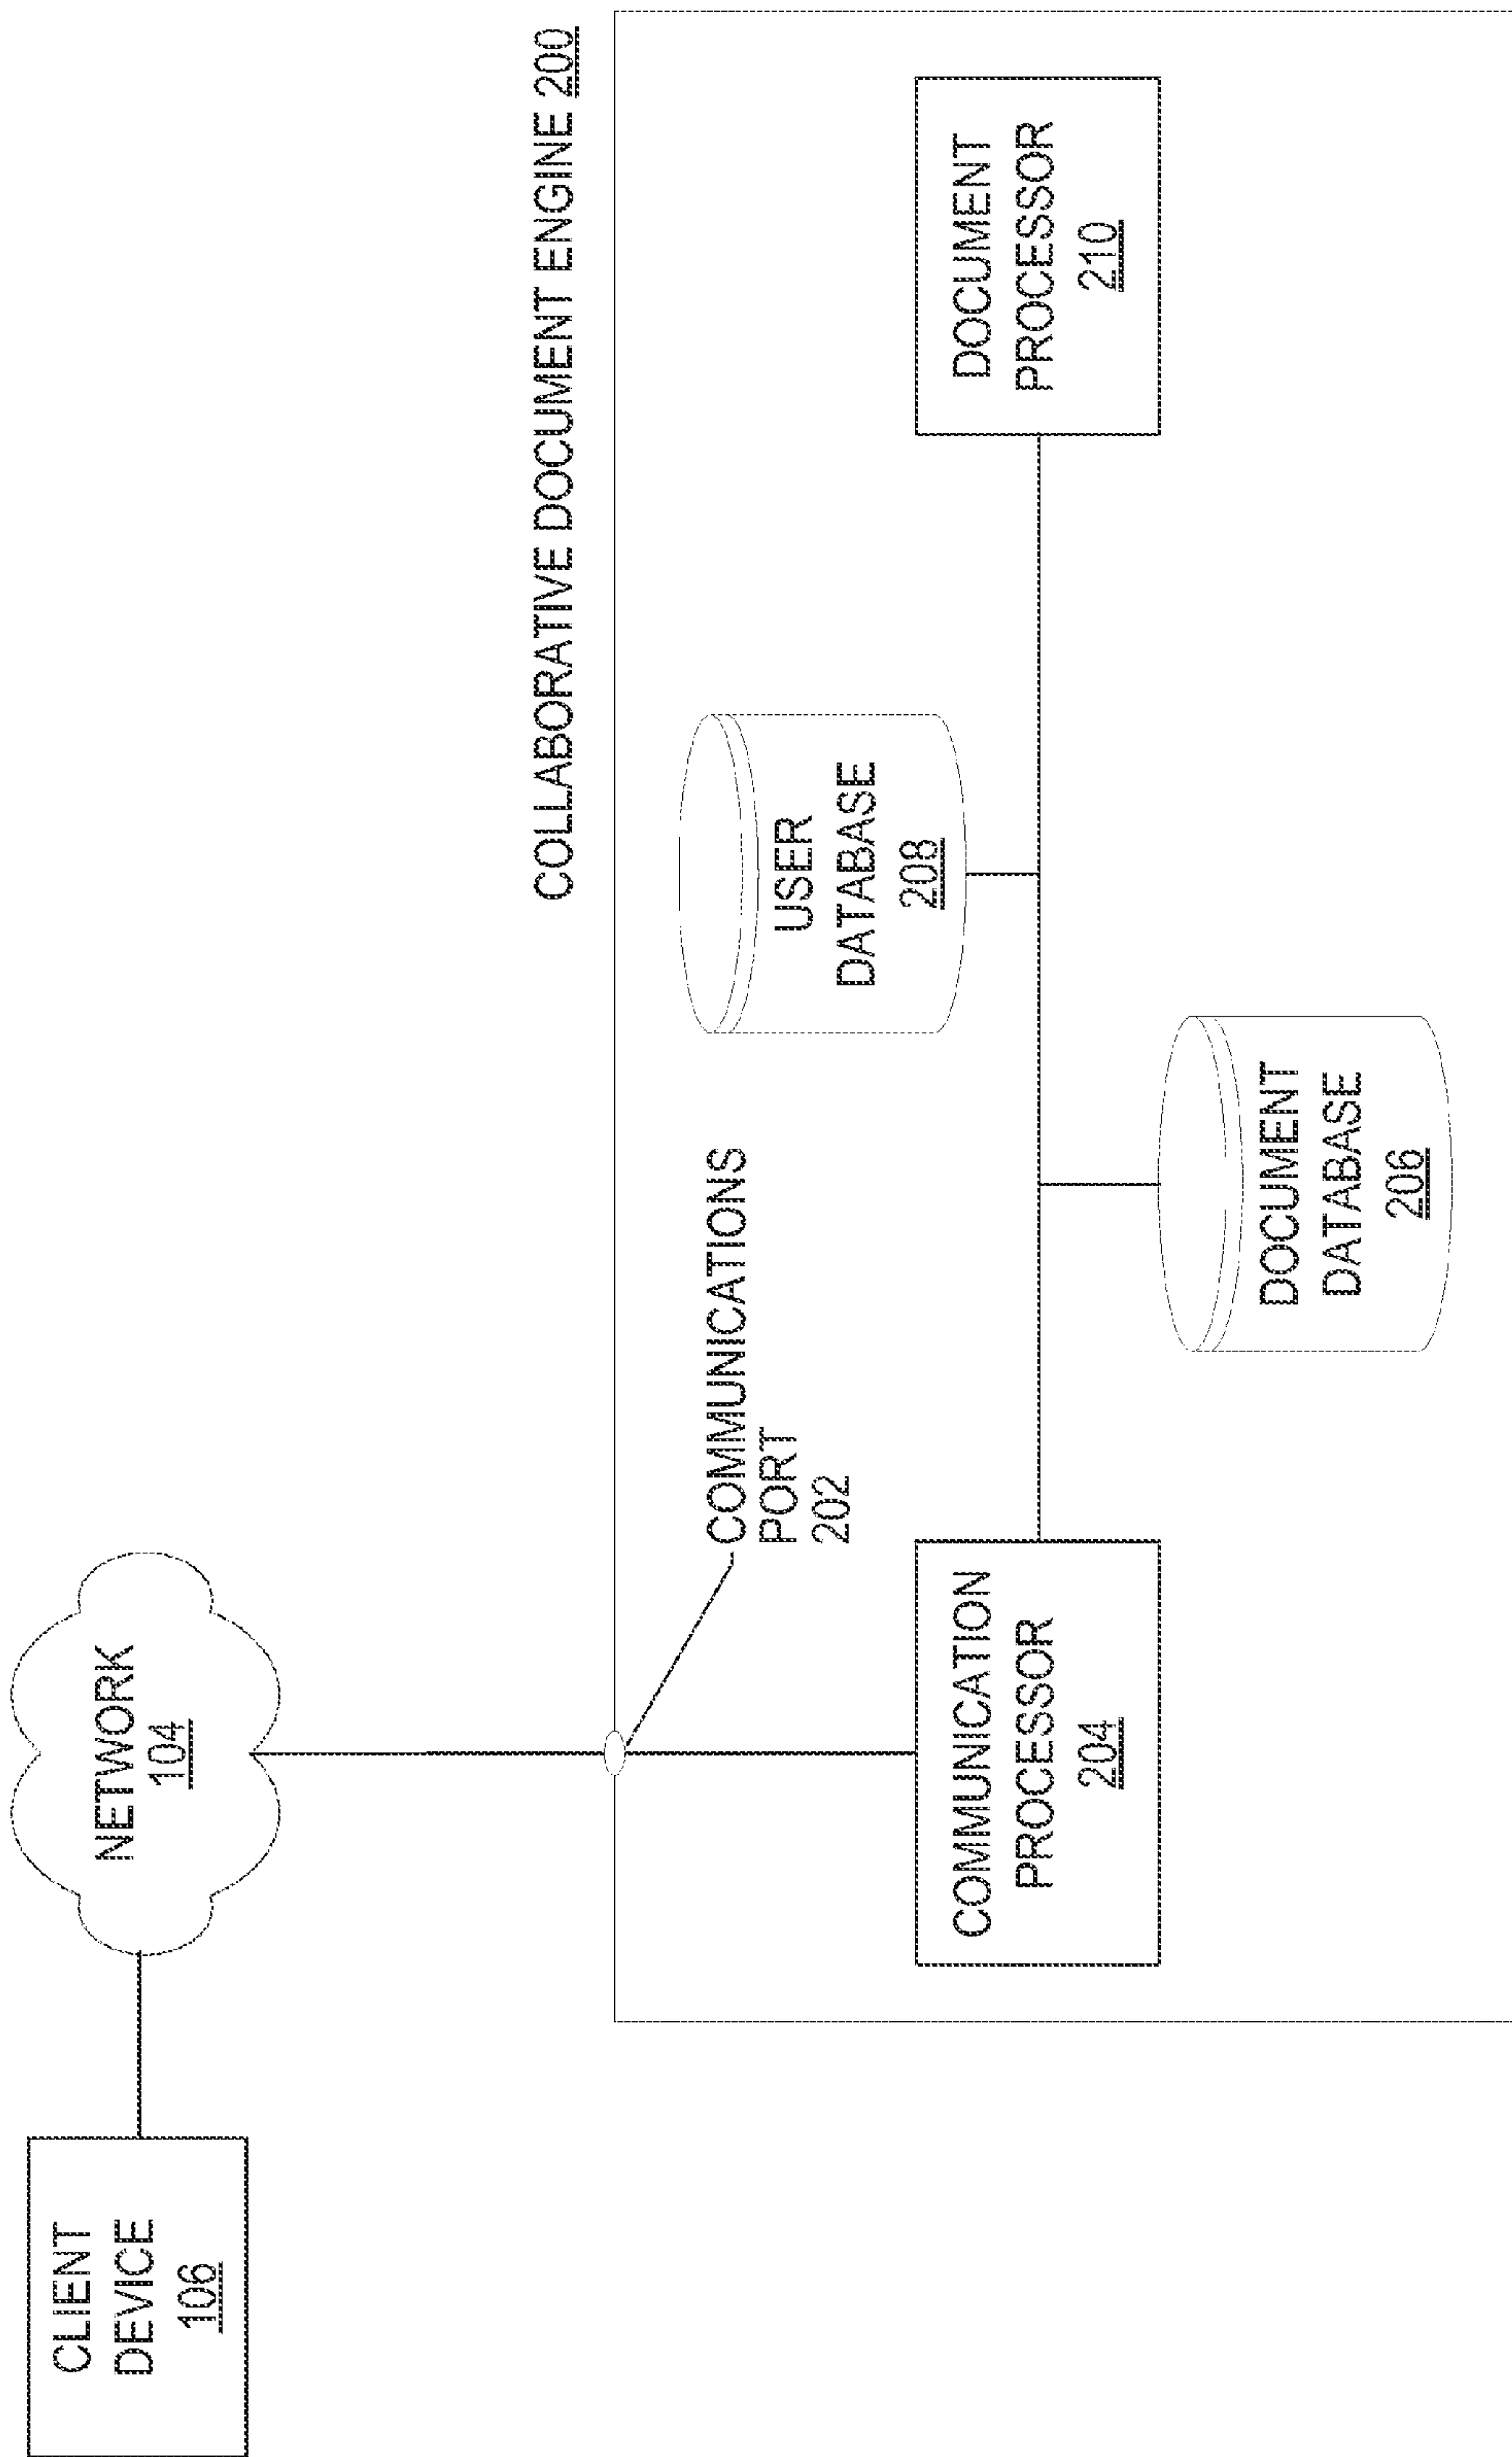 CLIENT
DEVICE
106
NETWORK
104
COLLABORATIVE DOCUMENT ENGINE 200
COMMUNICATIONS
PORT
202
USER
DATABASE
208
COMMUNICATION
PROCESSOR
204
DOCUMENT
PROCESSOR
210
DOCUMENT
DATABASE
206